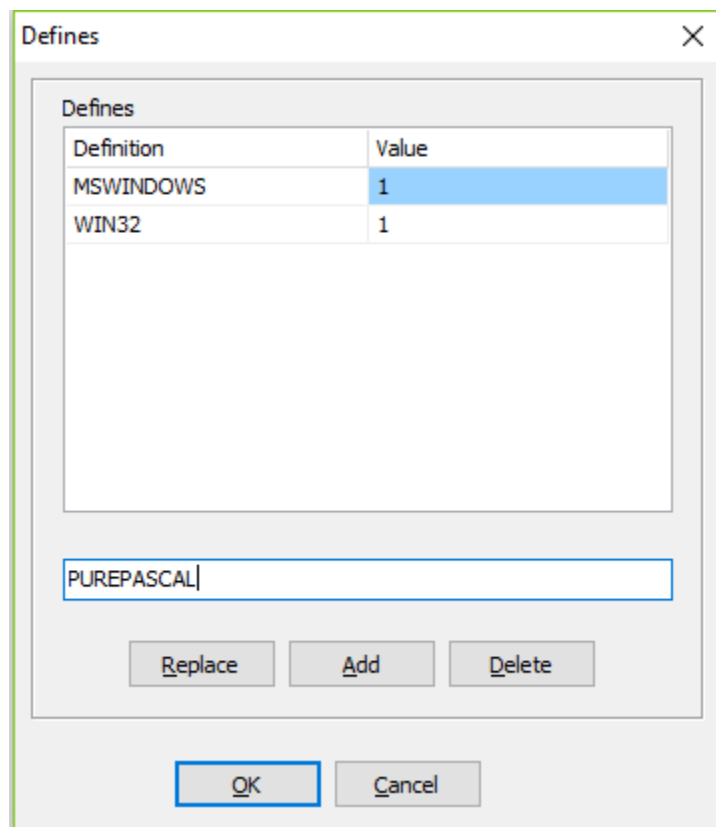 Defines
Defines
Definition Value
MSWINDOWS 1
WIN32 1
PUREPASCAL
Replace Add Delete
OK Cancel